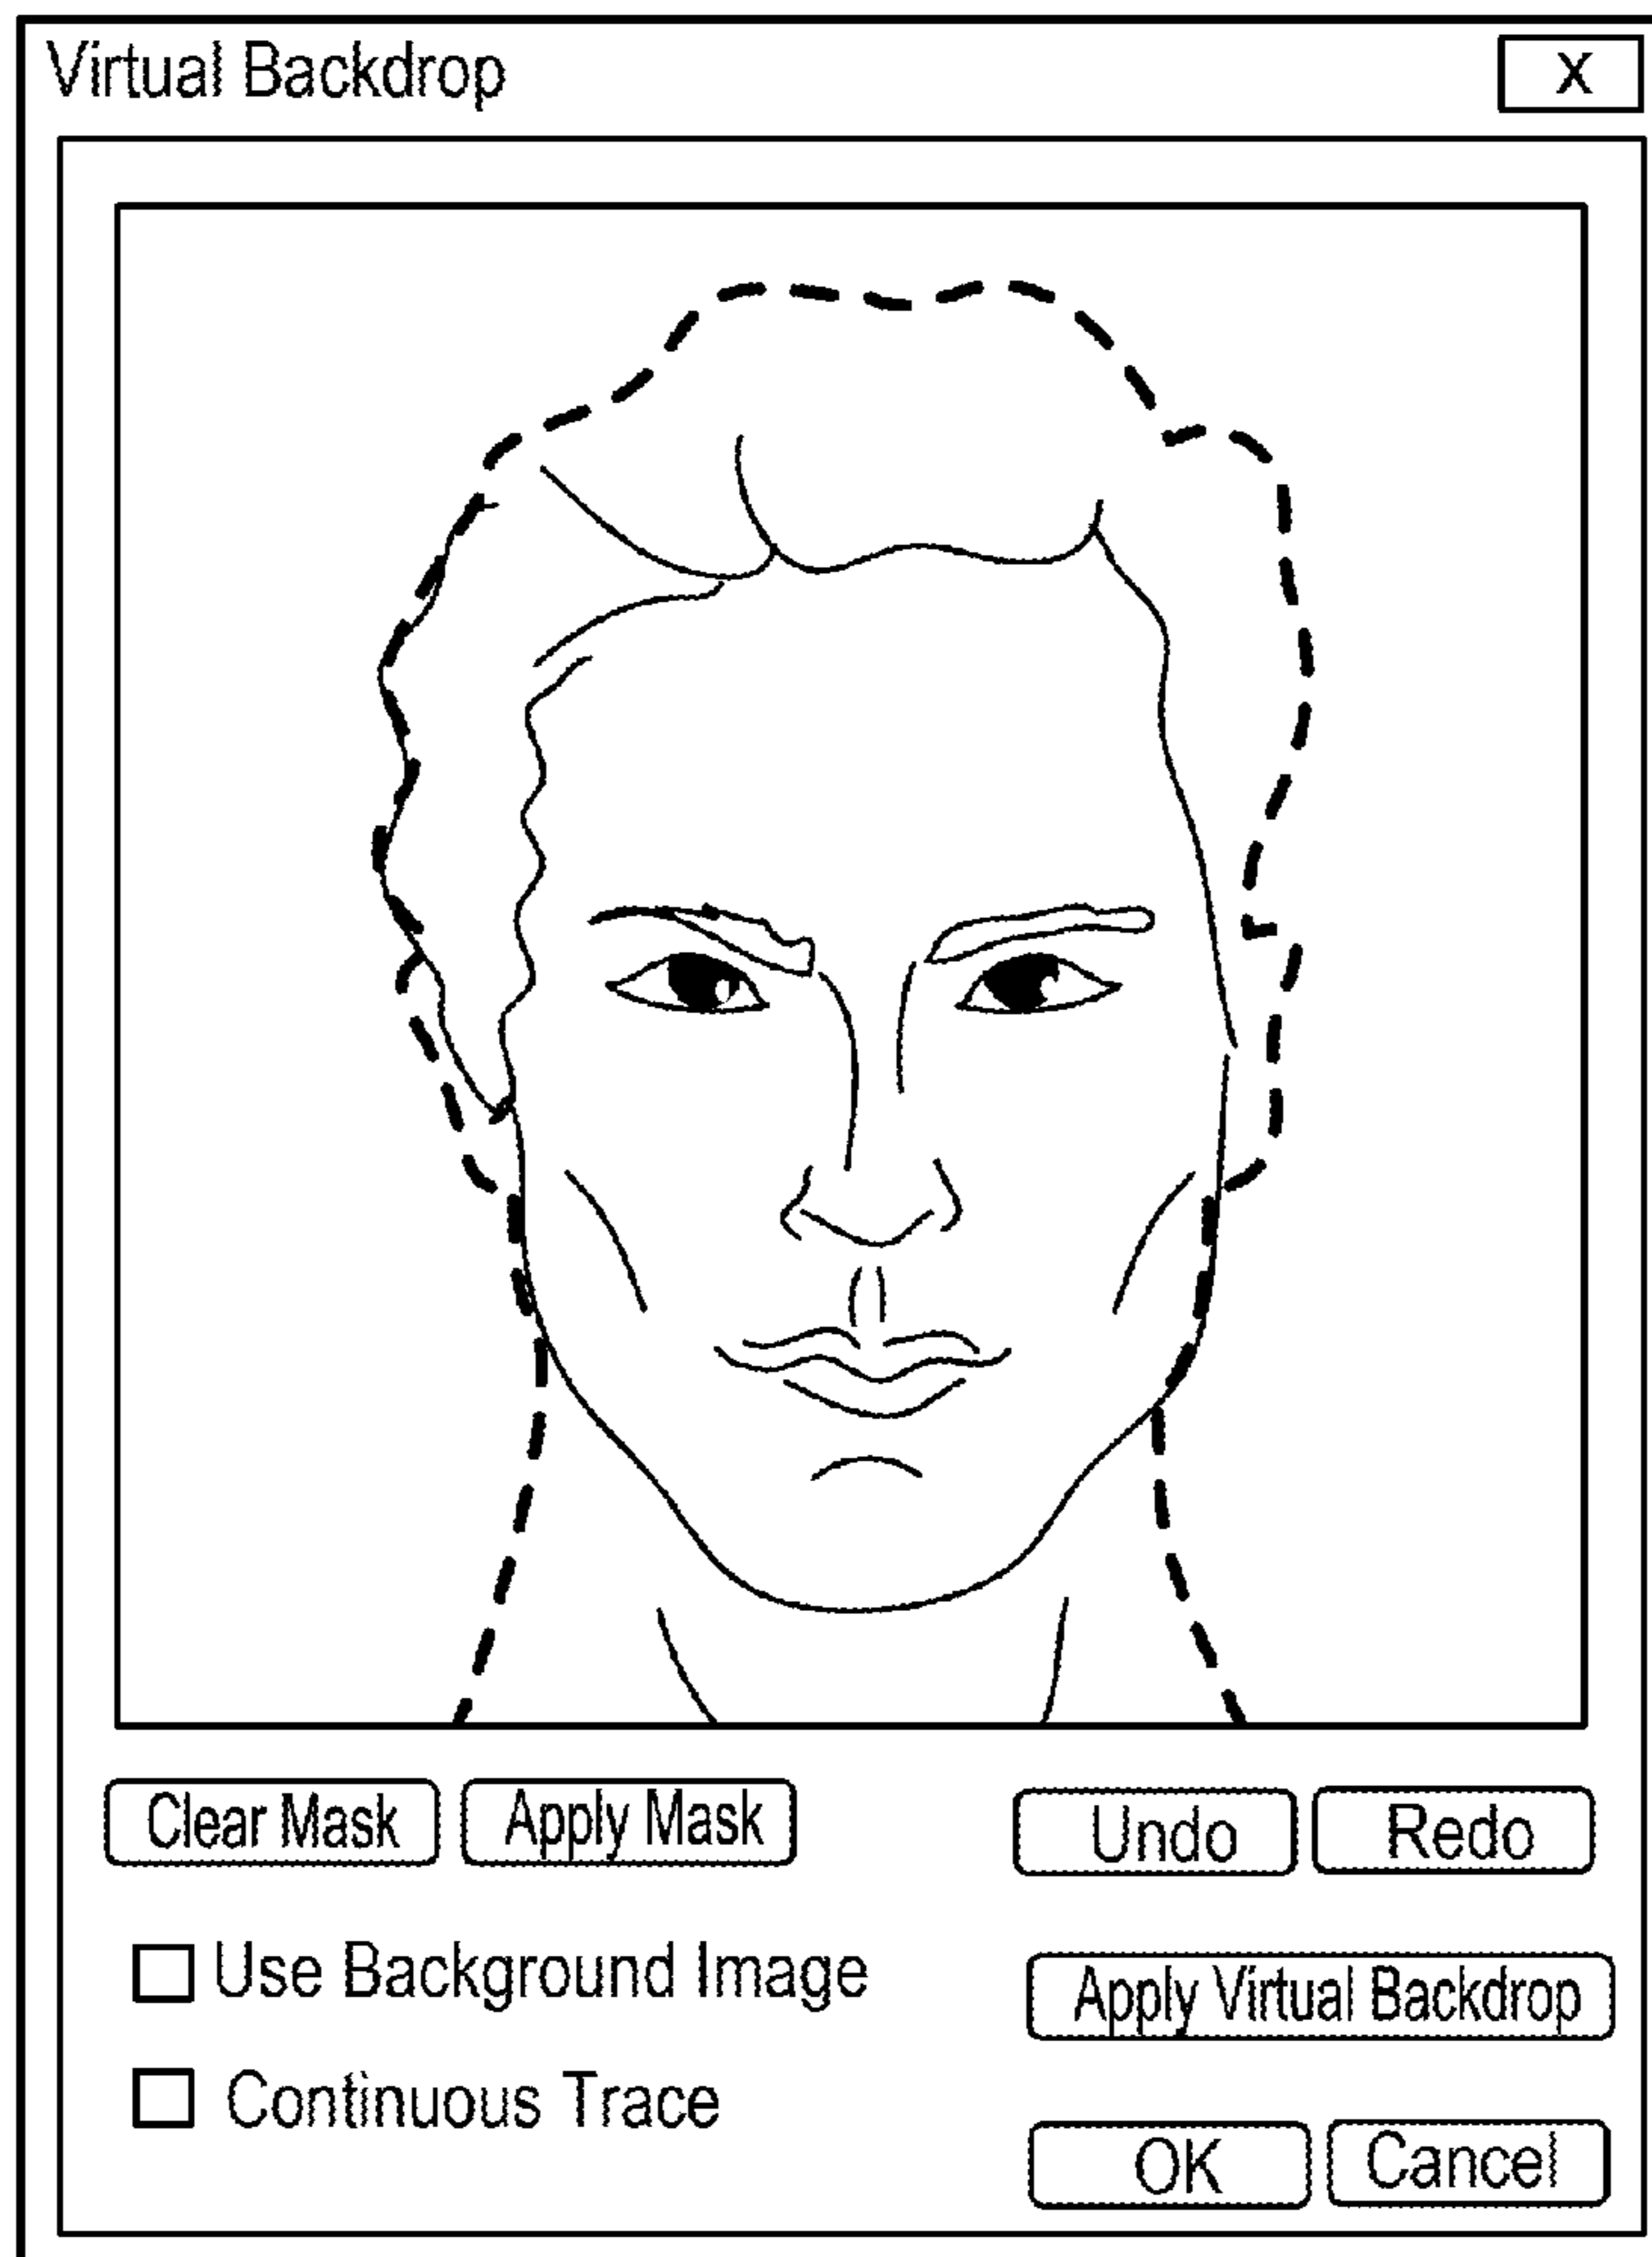 Virtual Backdrop
X
Clear Mask
Apply Mask
Undo
Redo
Use Background Image
Apply Virtual Backdrop
Continuous Trace
OK
Cancel